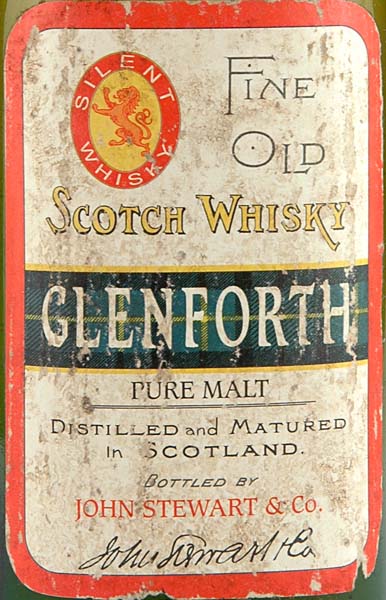 SILENT
WHISKY
FINE
OLD
SCOTCH WHISKY
GLENFORTH
PURE MALT
DISTILLED and MATURED
In SCOTLAND.
BOTTLED BY
JOHN STEWART & Co.
John Stewart & Co